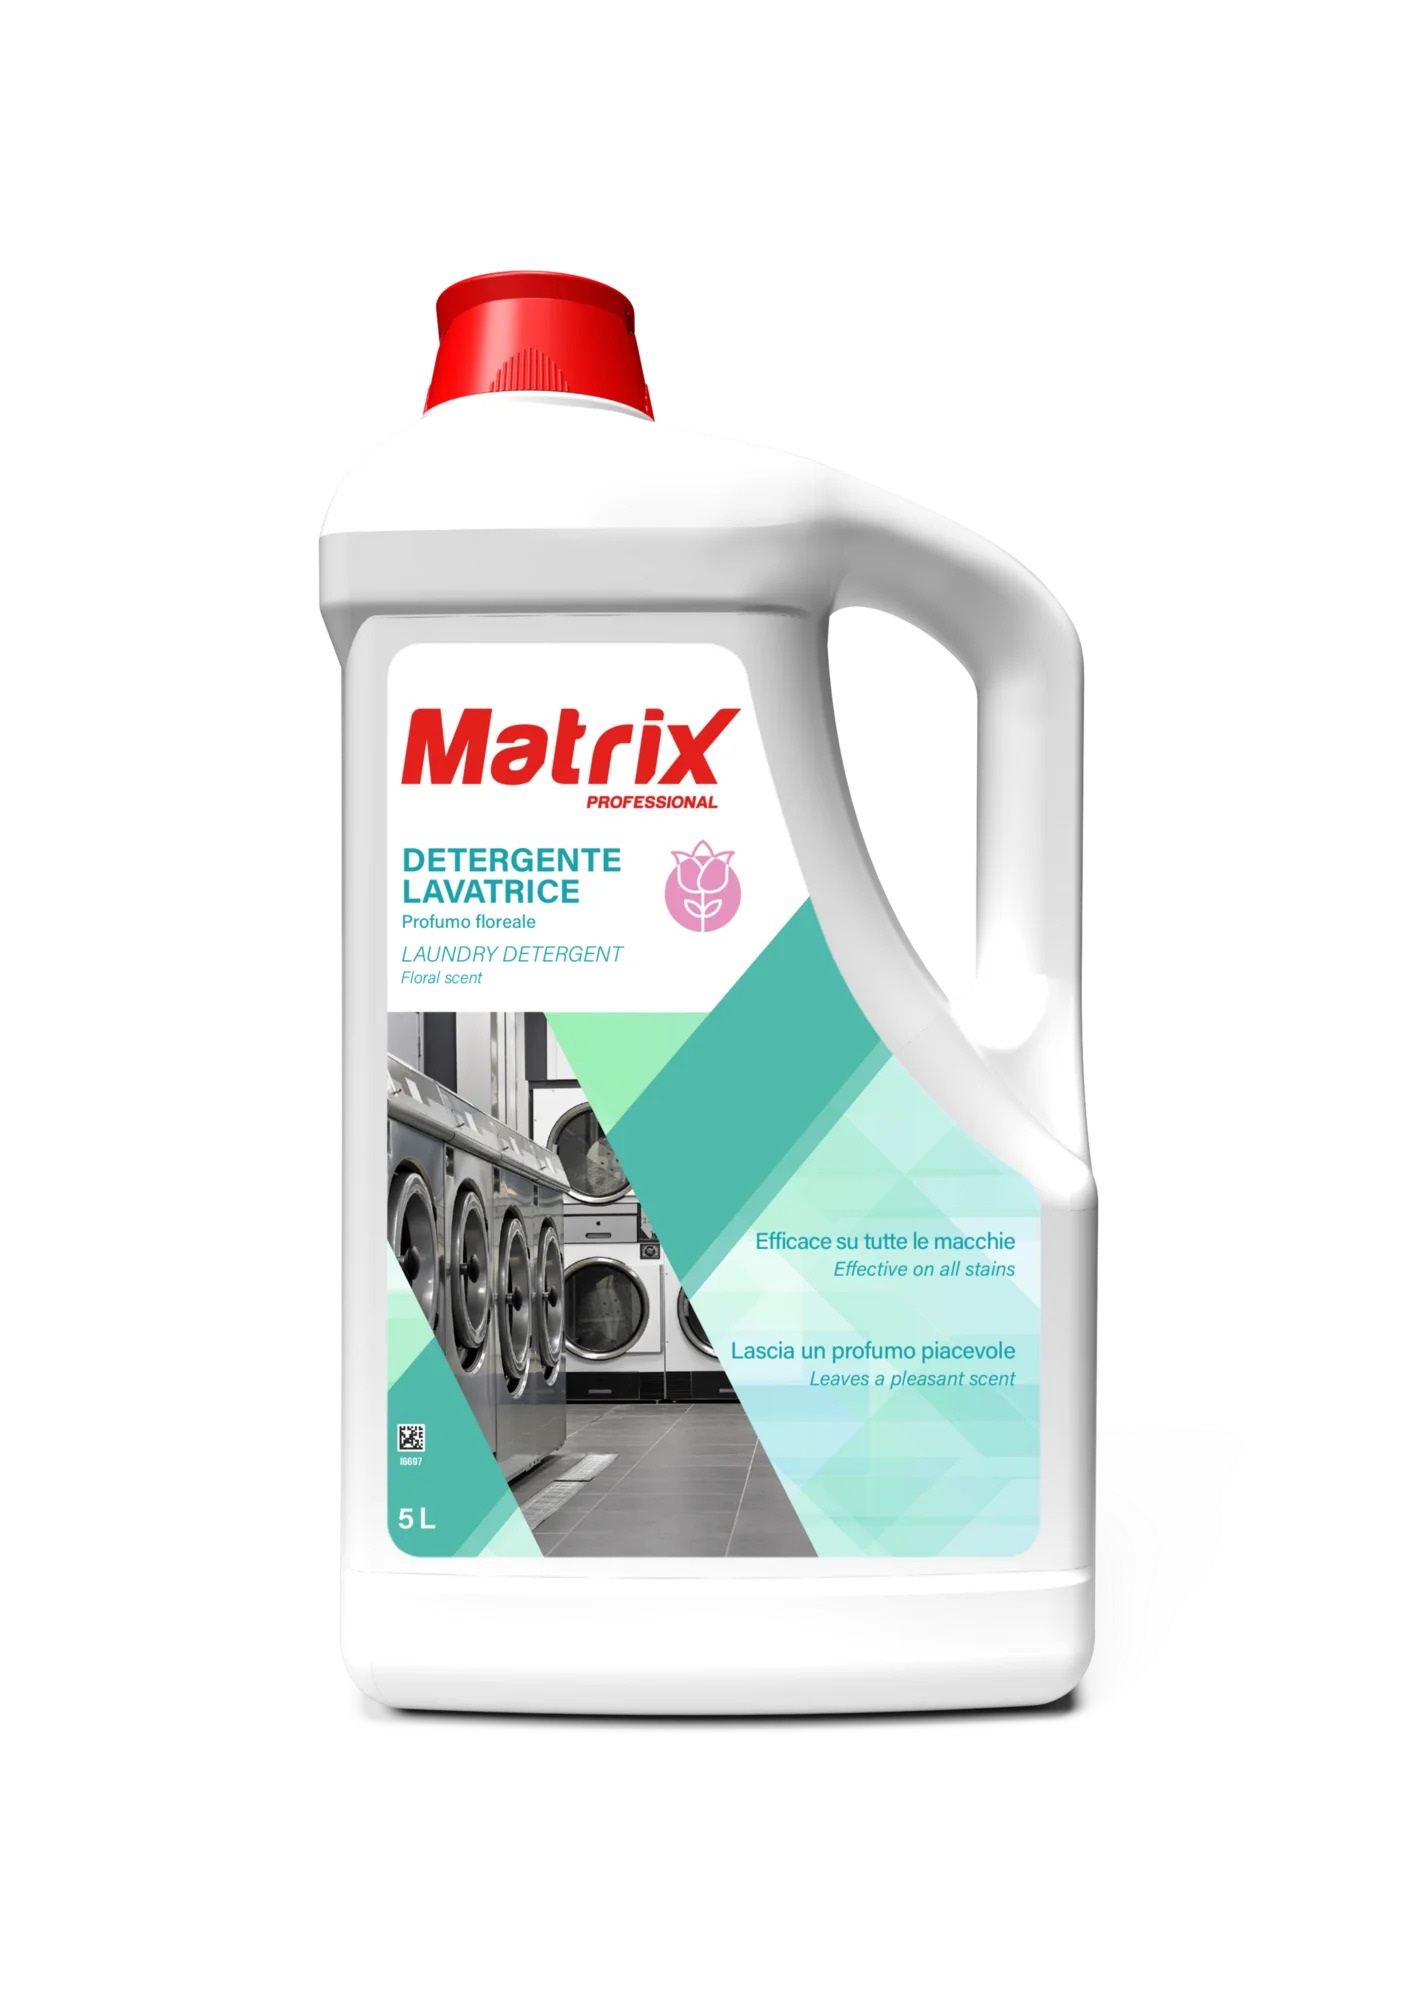 Matrix
PROFESSIONAL
DETERGENTE
LAVATRICE
Profumo floreale
LAUNDRY DETERGENT
Floral scent
Efficace su tutte le macchie
Effective on all stains
Lascia un profumo piacevole
Leaves a pleasant scent
I6697
5 L